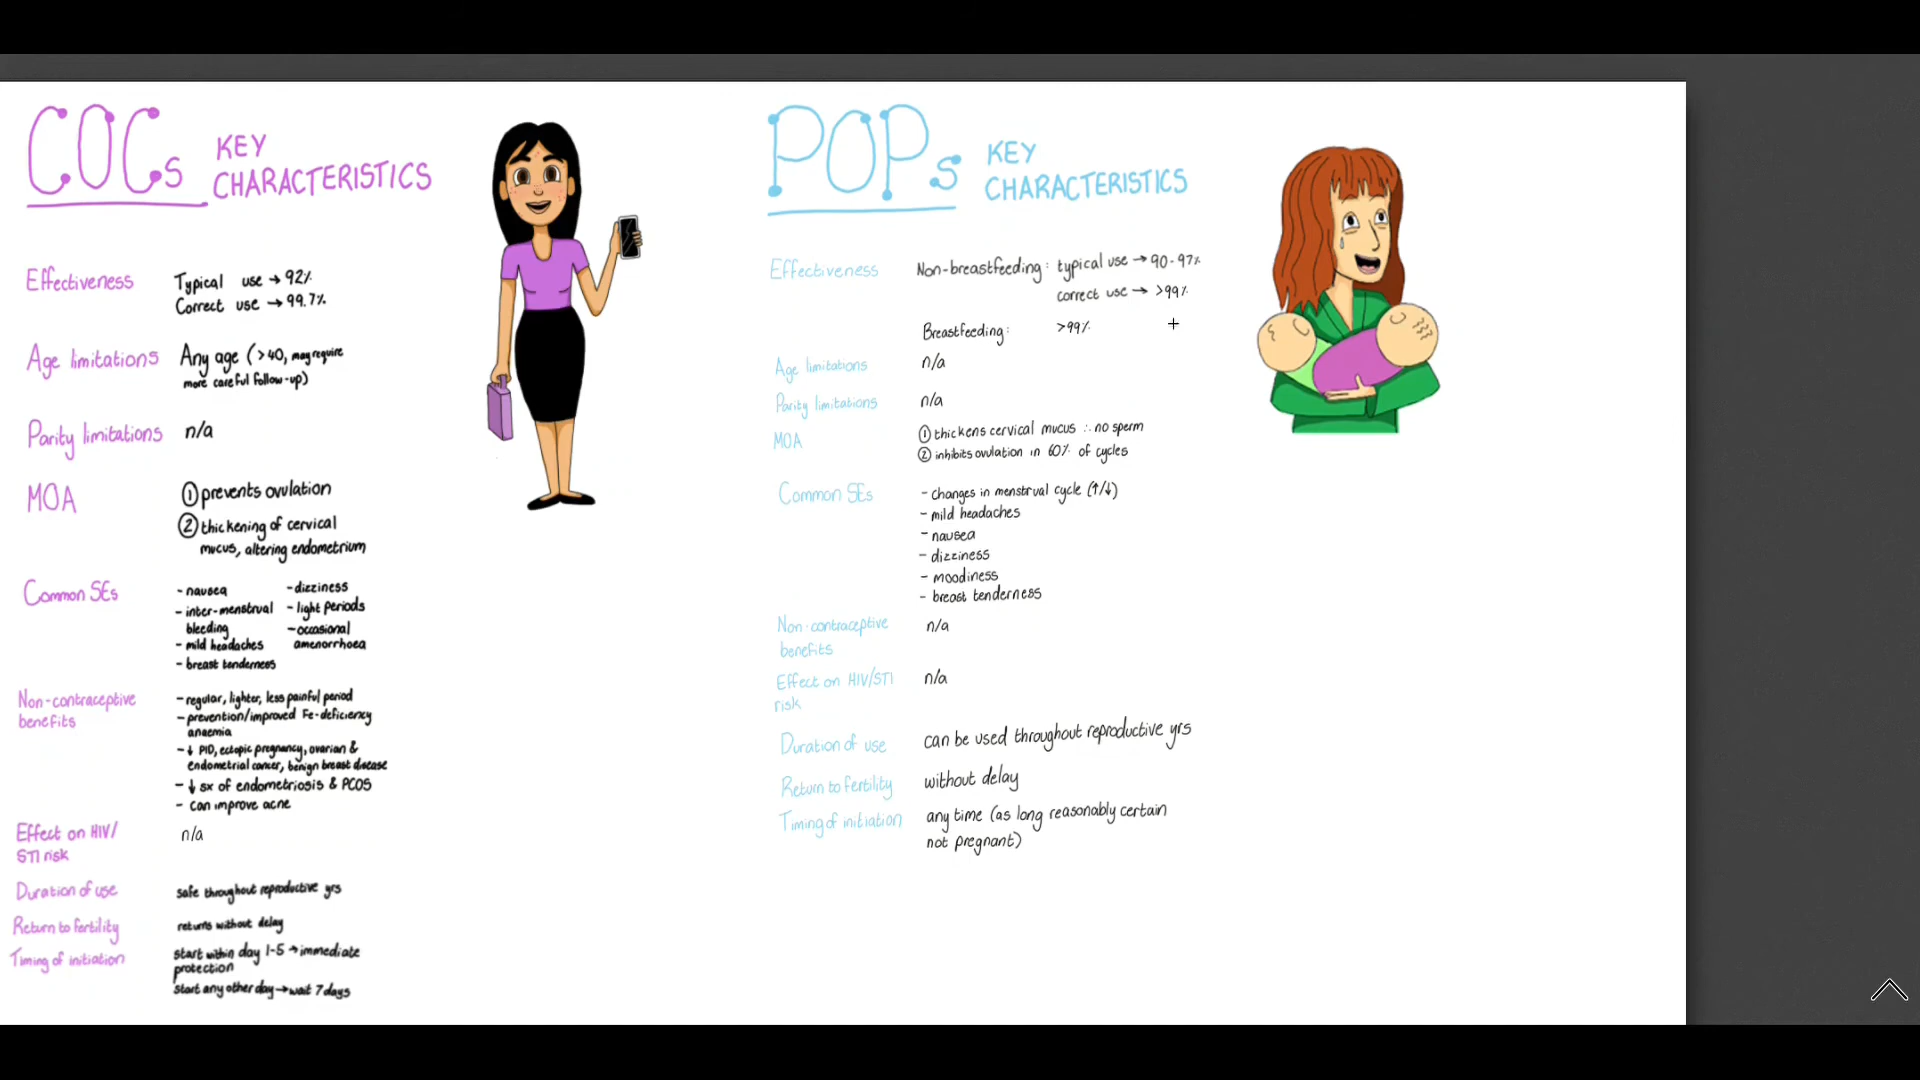 COCs KEY
CHARACTERISTICS
Effectiveness Typical use → 92%
Correct use → 99.7%
Age limitations Any age (>40, may require
more careful follow-up)
Parity limitations n/a
MOA ① prevents ovulation
② thickening of cervical
mucus, altering endometrium
Common SEs - nausea - dizziness
- inter-menstrual - light periods
bleeding - occasional
- mild headaches amenorrhoea
- breast tenderness
Non-contraceptive - regular, lighter, less painful period
benefits - prevention/improved Fe-deficiency
anaemia
- ↓ PID, ectopic pregnancy, ovarian &
endometrial cancer, benign breast disease
- ↓ sx of endometriosis & PCOS
- can improve acne
Effect on HIV/ n/a
STI risk
Duration of use safe throughout reproductive yrs
Return to fertility returns without delay
Timing of initiation start within day 1-5 → immediate
protection
start any other day → wait 7 days
POPs KEY
CHARACTERISTICS
Effectiveness Non-breastfeeding: typical use → 90-97%
correct use → >99%
Breastfeeding: >99%
Age limitations n/a
Parity limitations n/a
MOA ① thickens cervical mucus ∴ no sperm
② inhibits ovulation in 60% of cycles
Common SEs - changes in menstrual cycle (↑/↓)
- mild headaches
- nausea
- dizziness
- moodiness
- breast tenderness
Non-contraceptive n/a
benefits
Effect on HIV/STI n/a
risk
Duration of use can be used throughout reproductive yrs
Return to fertility without delay
Timing of initiation any time (as long reasonably certain
not pregnant)